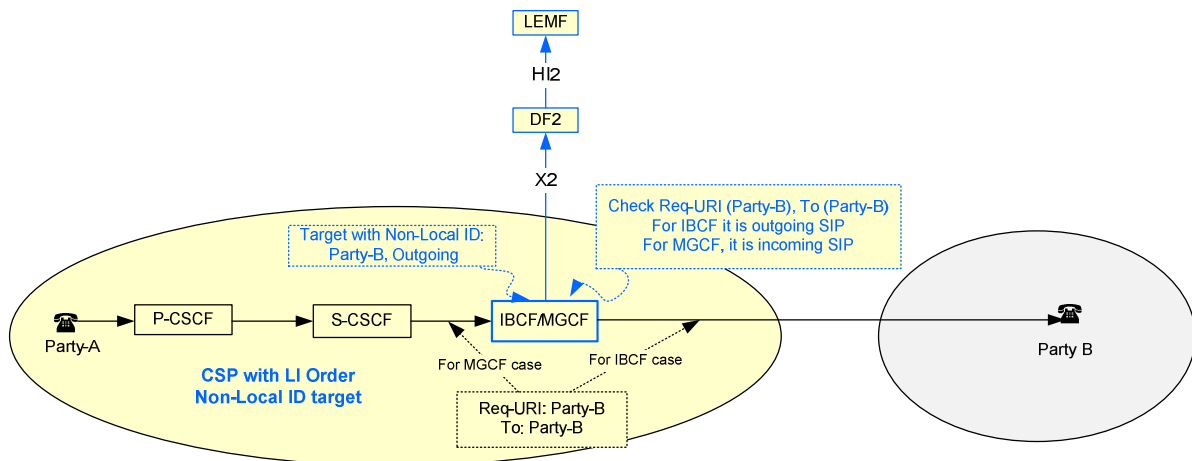 LEMF
HI2
DF2
X2
Check Req-URI (Party-B), To (Party-B)
For IBCF it is outgoing SIP
For MGCF, it is incoming SIP
Target with Non-Local ID:
Party-B, Outgoing
P-CSCF
S-CSCF
IBCF/MGCF
Party-A
Party B
For MGCF case
For IBCF case
CSP with LI Order
Non-Local ID target
Req-URI: Party-B
To: Party-B